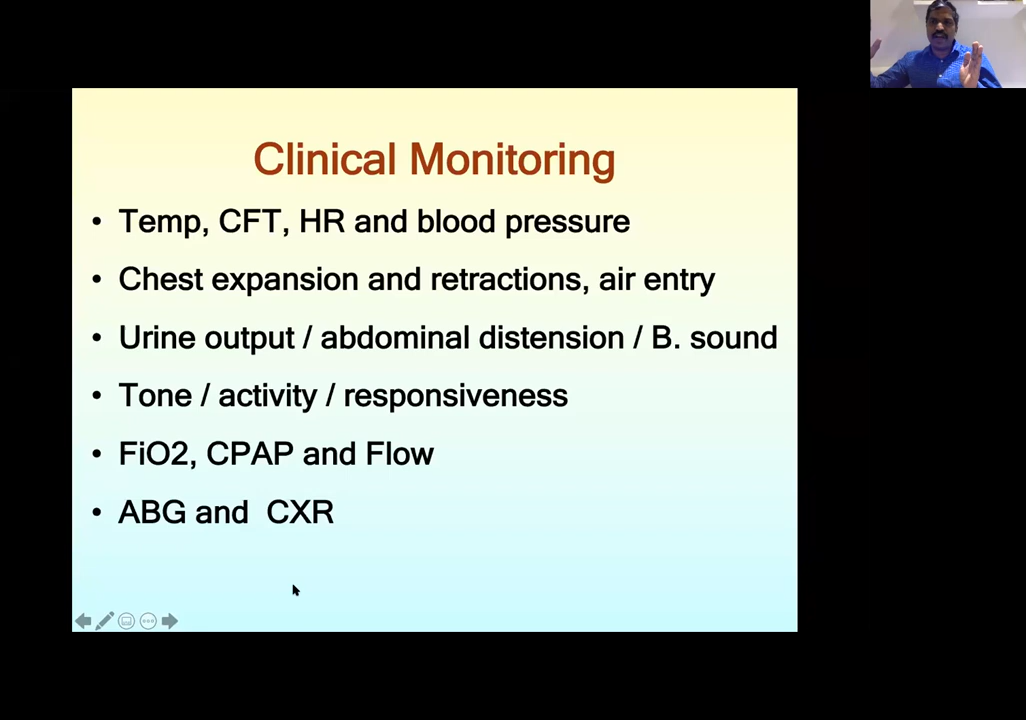 Clinical Monitoring
• Temp, CFT, HR and blood pressure
• Chest expansion and retractions, air entry
• Urine output / abdominal distension / B. sound
• Tone / activity / responsiveness
• FiO2, CPAP and Flow
• ABG and  CXR